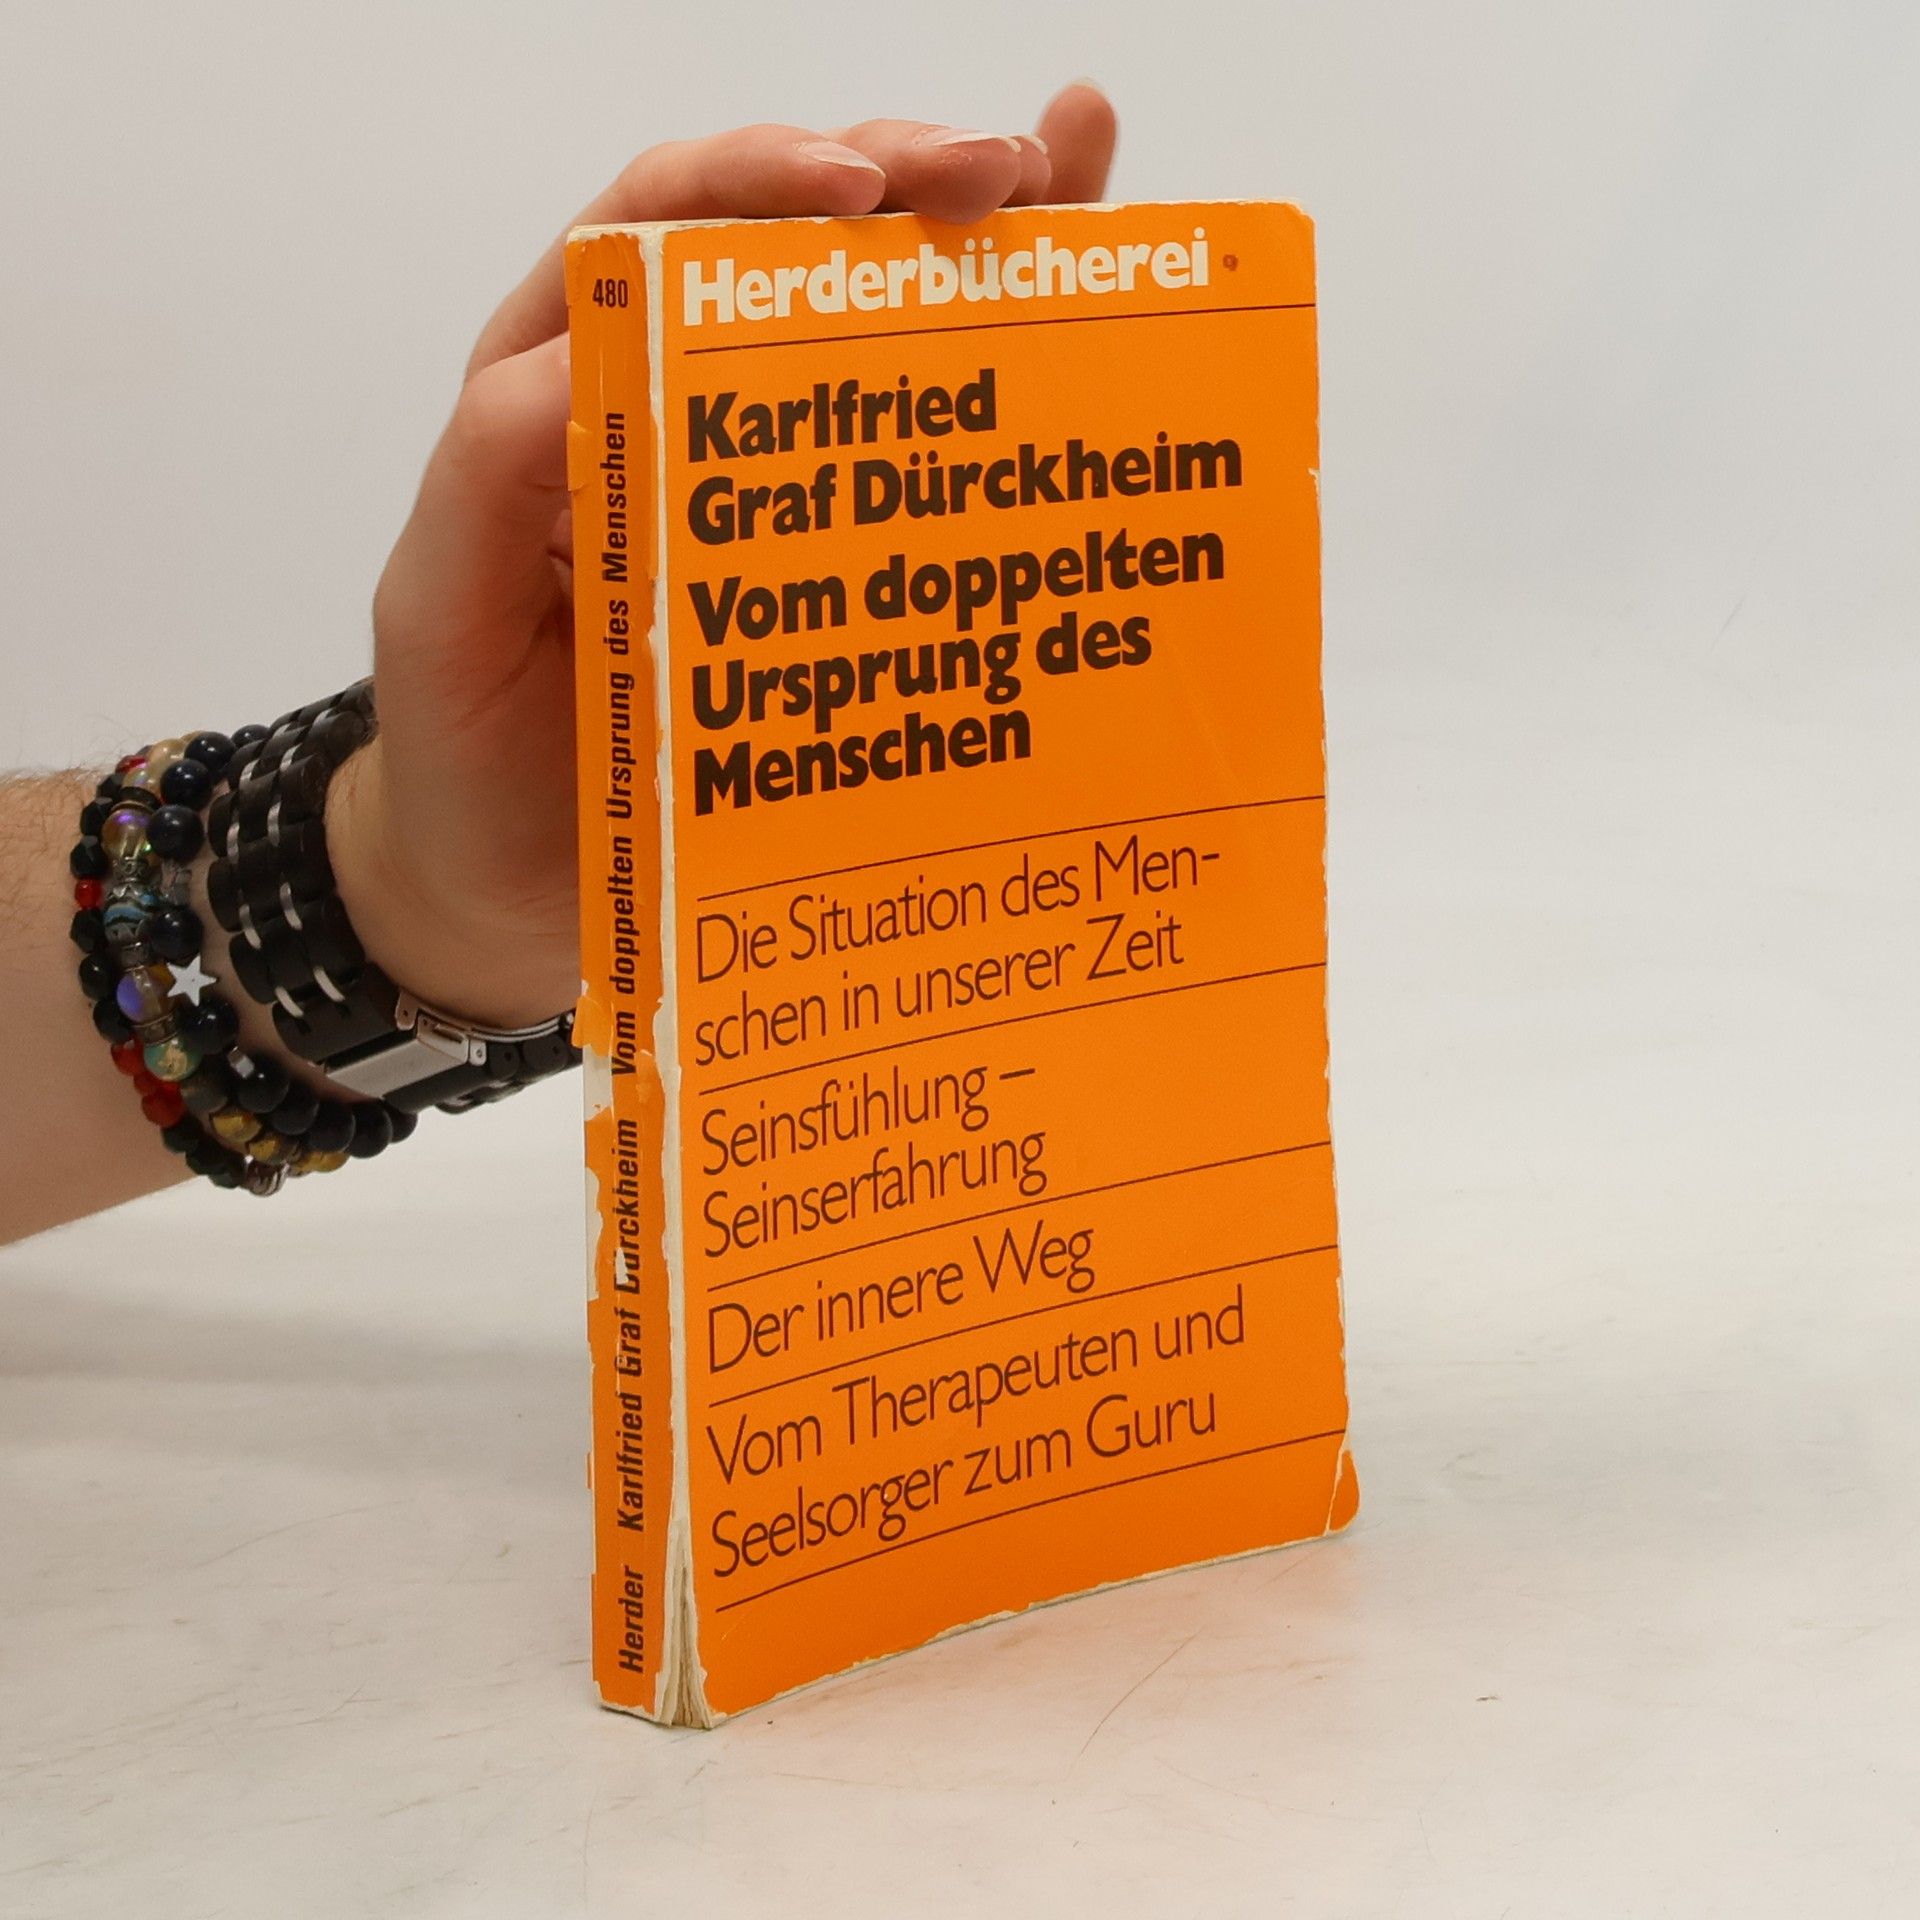 480
Herder Karlfried Graf Dürckheim Vom doppelten Ursprung des Menschen
Herderbücherei
Karlfried
Graf Dürckheim
Vom doppelten
Ursprung des
Menschen
Die Situation des Men-
schen in unserer Zeit
Seinsfühlung –
Seinserfahrung
Der innere Weg
Vom Therapeuten und
Seelsorger zum Guru